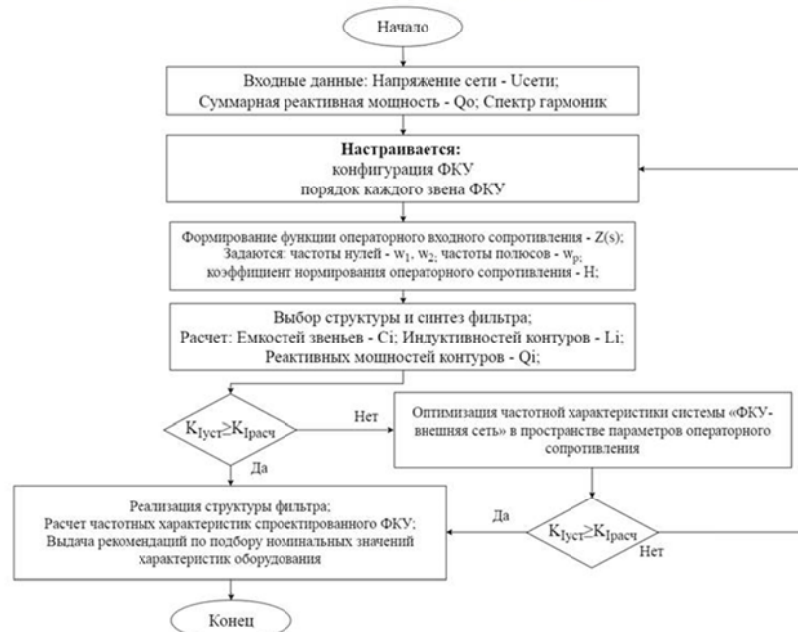 Начало
Входные данные: Напряжение сети - Uсети;
Суммарная реактивная мощность - Qo; Спектр гармоник
Настраивается:
конфигурация ФКУ
порядок каждого звена ФКУ
Формирование функции операторного входного сопротивления - Z(s);
Задаются: частоты нулей - w₁, w₂; частоты полюсов - wₚ;
коэффициент нормирования операторного сопротивления - H;
Выбор структуры и синтез фильтра;
Расчет: Емкостей звеньев - Ci; Индуктивностей контуров - Li;
Реактивных мощностей контуров - Qi;
KIуст≥KIрасч
Нет
Да
Оптимизация частотной характеристики системы «ФКУ-
внешняя сеть» в пространстве параметров операторного
сопротивления
KIуст≥KIрасч
Да
Нет
Реализация структуры фильтра;
Расчет частотных характеристик спроектированного ФКУ;
Выдача рекомендаций по подбору номинальных значений
характеристик оборудования
Конец